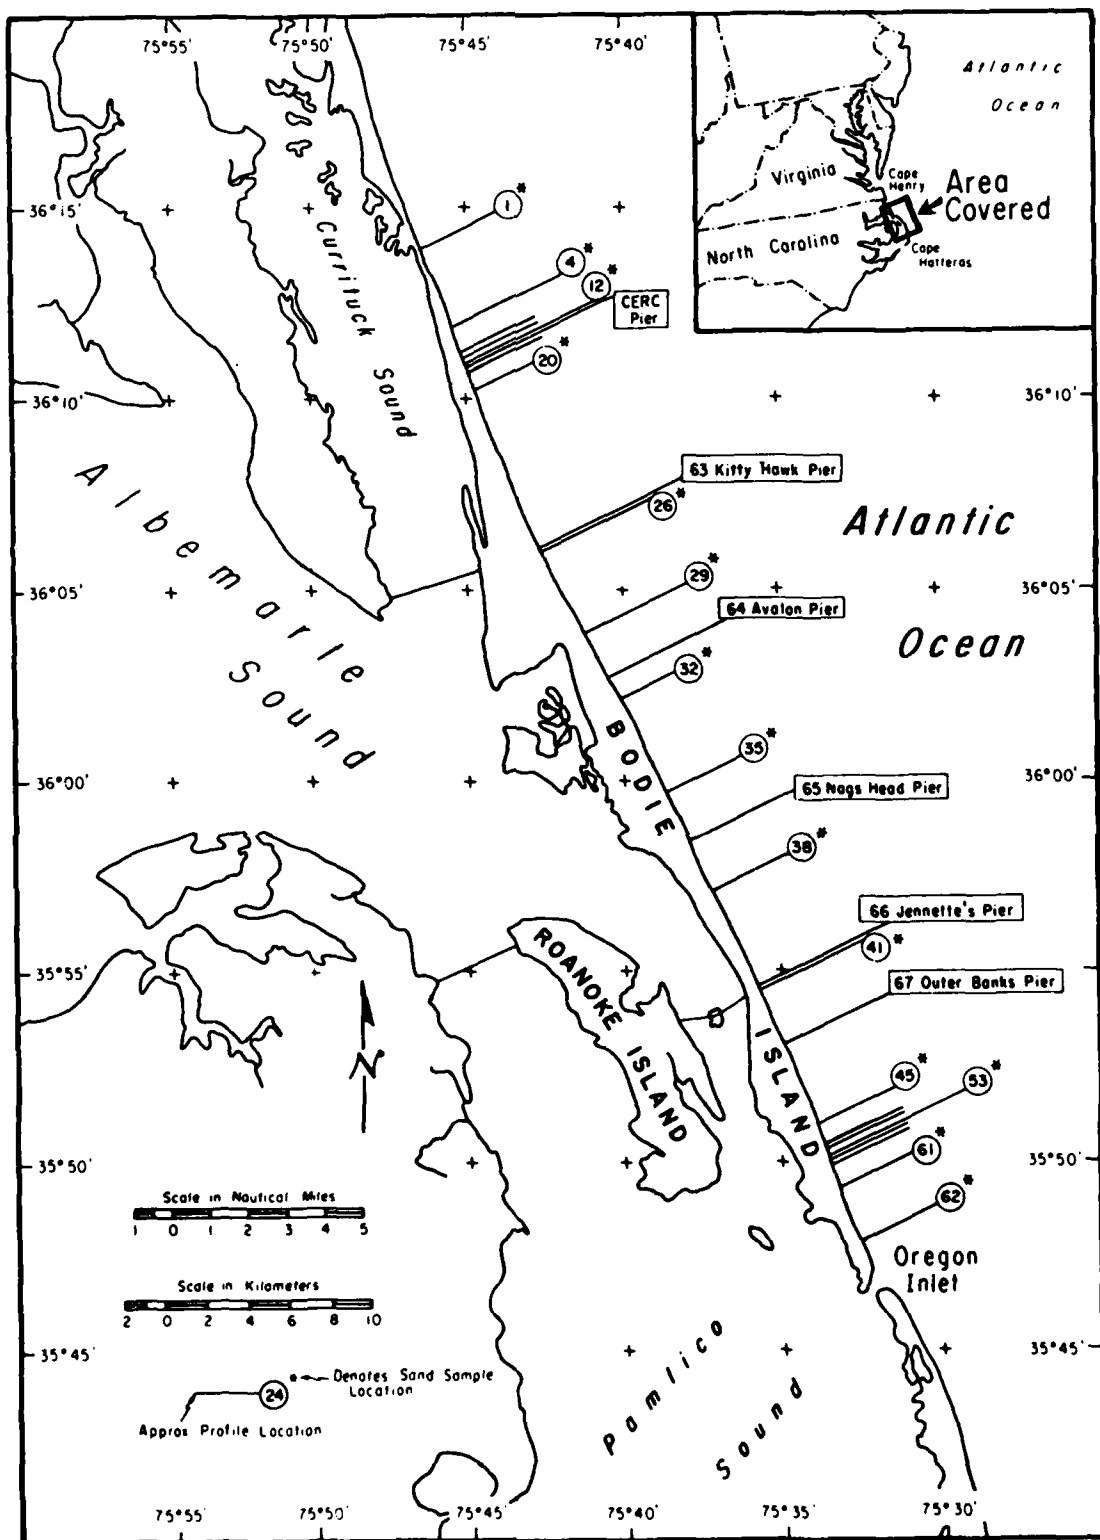 75°55'
75°50'
75°45'
75°40'
Atlantic
Ocean
Virginia
Cape
Henry
Area
Covered
North Carolina
Cape
Hatteras
36°15'
1*
4*
12*
CERC
Pier
20*
Currituck Sound
36°10'
36°10'
63 Kitty Hawk Pier
26*
Albemarle
Sound
Atlantic
Ocean
29*
36°05'
36°05'
64 Avalon Pier
32*
35*
36°00'
36°00'
65 Nags Head Pier
38*
BODIE
ISLAND
66 Jennette's Pier
41*
ROANOKE ISLAND
35°55'
35°55'
67 Outer Banks Pier
N
45*
53*
61*
35°50'
35°50'
62*
Scale in Nautical Miles
1 0 1 2 3 4 5
Oregon
Inlet
Scale in Kilometers
2 0 2 4 6 8 10
35°45'
35°45'
Pamlico
Sound
* Denotes Sand Sample
Location
24
Approx Profile Location
75°55'
75°50'
75°45'
75°40'
75°35'
75°30'